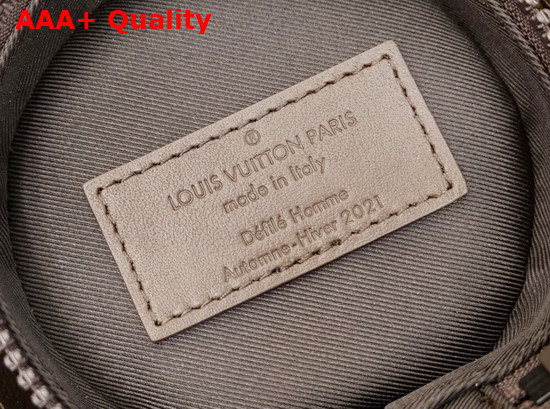 AAA+ Quality
®
LOUIS VUITTON PARIS
made in Italy
Défilé Homme
Automne-Hiver 2021